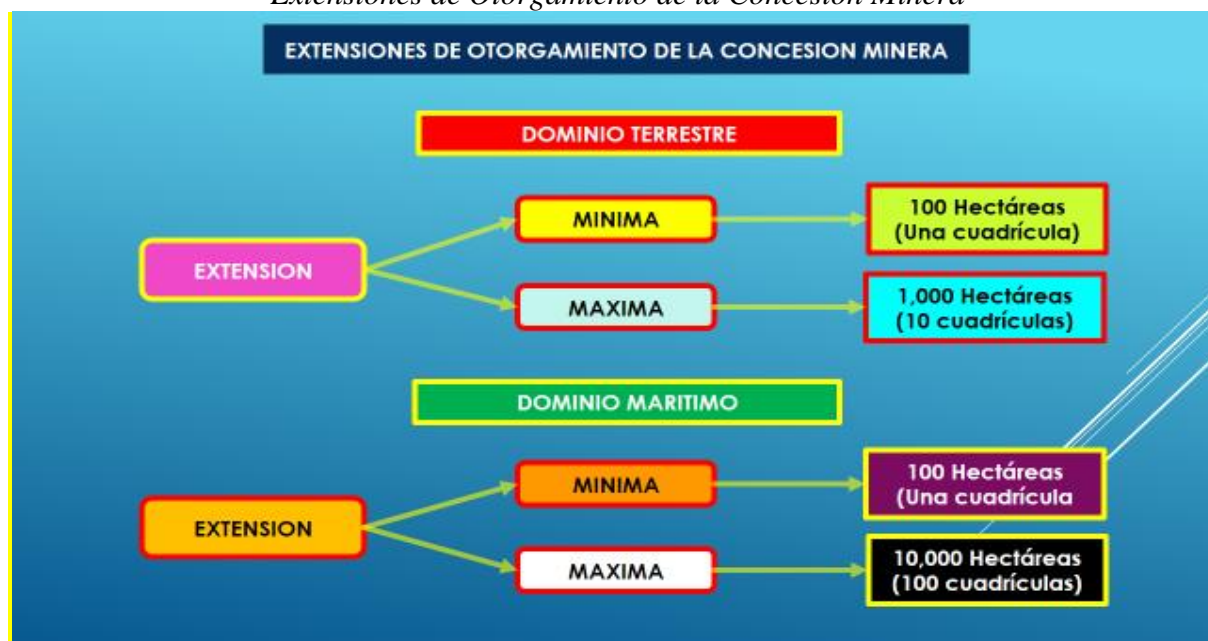 Extensiones de Otorgamiento de la Concesión Minera
EXTENSIONES DE OTORGAMIENTO DE LA CONCESION MINERA
DOMINIO TERRESTRE
EXTENSION
MINIMA
100 Hectáreas
(Una cuadrícula)
MAXIMA
1,000 Hectáreas
(10 cuadrículas)
DOMINIO MARITIMO
EXTENSION
MINIMA
100 Hectáreas
(Una cuadrícula
MAXIMA
10,000 Hectáreas
(100 cuadrículas)